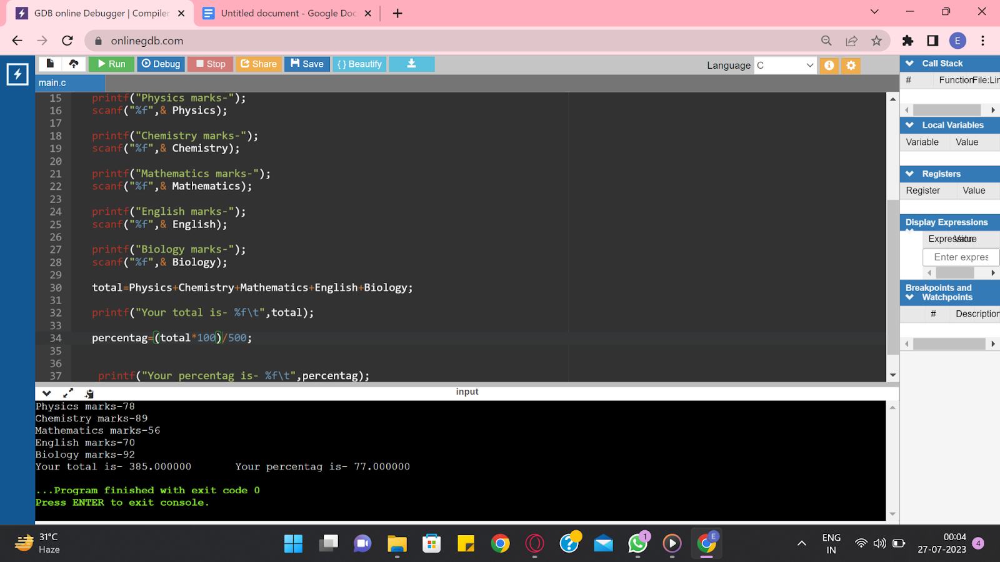 GDB online Debugger | Compiler
Untitled document - Google Doc
onlinegdb.com
E
Run
Debug
Stop
Share
Save
{ } Beautify
Language
C
main.c
15 printf("Physics marks-");
16 scanf("%f",& Physics);
17
18 printf("Chemistry marks-");
19 scanf("%f",& Chemistry);
20
21 printf("Mathematics marks-");
22 scanf("%f",& Mathematics);
23
24 printf("English marks-");
25 scanf("%f",& English);
26
27 printf("Biology marks-");
28 scanf("%f",& Biology);
29
30 total=Physics+Chemistry+Mathematics+English+Biology;
31
32 printf("Your total is- %f\t",total);
33
34 percentag=(total*100)/500;
35
36
37 printf("Your percentag is- %f\t",percentag);
Call Stack
# Function File:Lin
Local Variables
Variable Value
Registers
Register Value
Display Expressions
Expression Value
Enter expres
Breakpoints and
Watchpoints
# Description
input
Physics marks-78
Chemistry marks-89
Mathematics marks-56
English marks-70
Biology marks-92
Your total is- 385.000000 Your percentag is- 77.000000
...Program finished with exit code 0
Press ENTER to exit console.
31°C
Haze
1
E
ENG
IN
00:04
27-07-2023
4